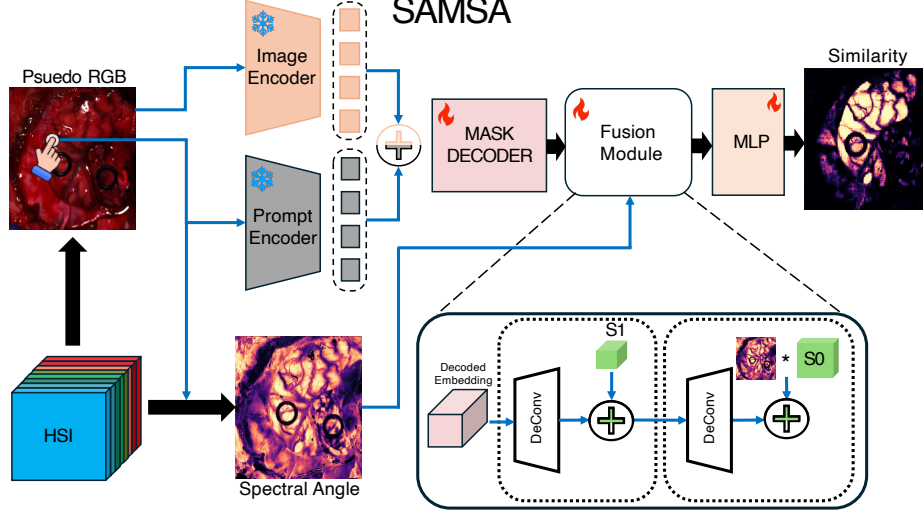 SAMSA
Psuedo RGB
Image
Encoder
Prompt
Encoder
MASK
DECODER
Fusion
Module
MLP
Similarity
HSI
Spectral Angle
Decoded
Embedding
DeConv
S1
DeConv
*
S0